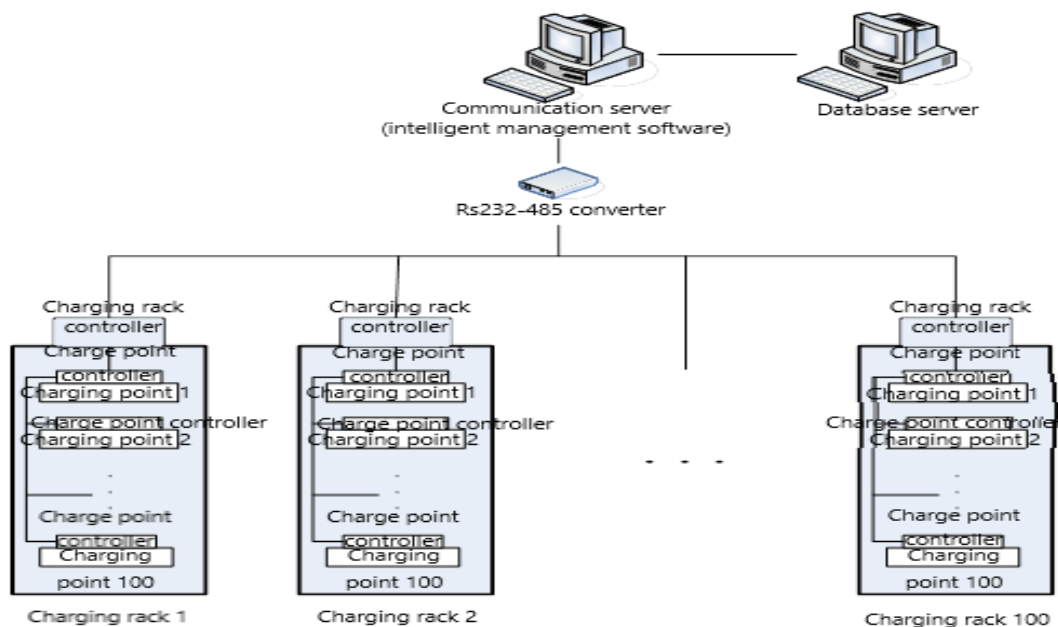 Communication server
(intelligent management software)
Database server
Rs232-485 converter
Charging rack
controller
Charge point
controller
Charging point 1
Charge point controller
Charging point 2
Charge point
controller
Charging
point 100
Charging rack 1
Charging rack
controller
Charge point
controller
Charging point 1
Charge point controller
Charging point 2
Charge point
controller
Charging
point 100
Charging rack 2
Charging rack
controller
Charge point
controller
Charging point 1
Charge point controller
Charging point 2
Charge point
controller
Charging
point 100
Charging rack 100